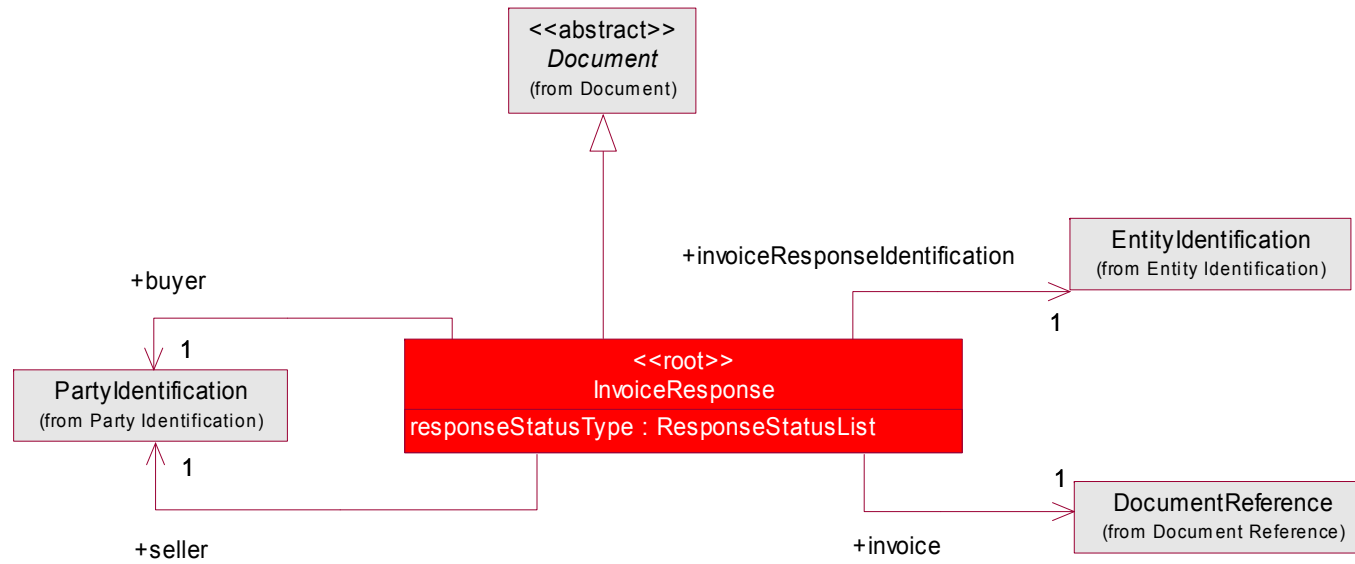 <<abstract>>
Document
(from Document)
+invoiceResponseIdentification
EntityIdentification
(from Entity Identification)
1
+buyer
1
PartyIdentification
(from Party Identification)
1
+seller
<<root>>
InvoiceResponse
responseStatusType : ResponseStatusList
1
DocumentReference
(from Document Reference)
+invoice